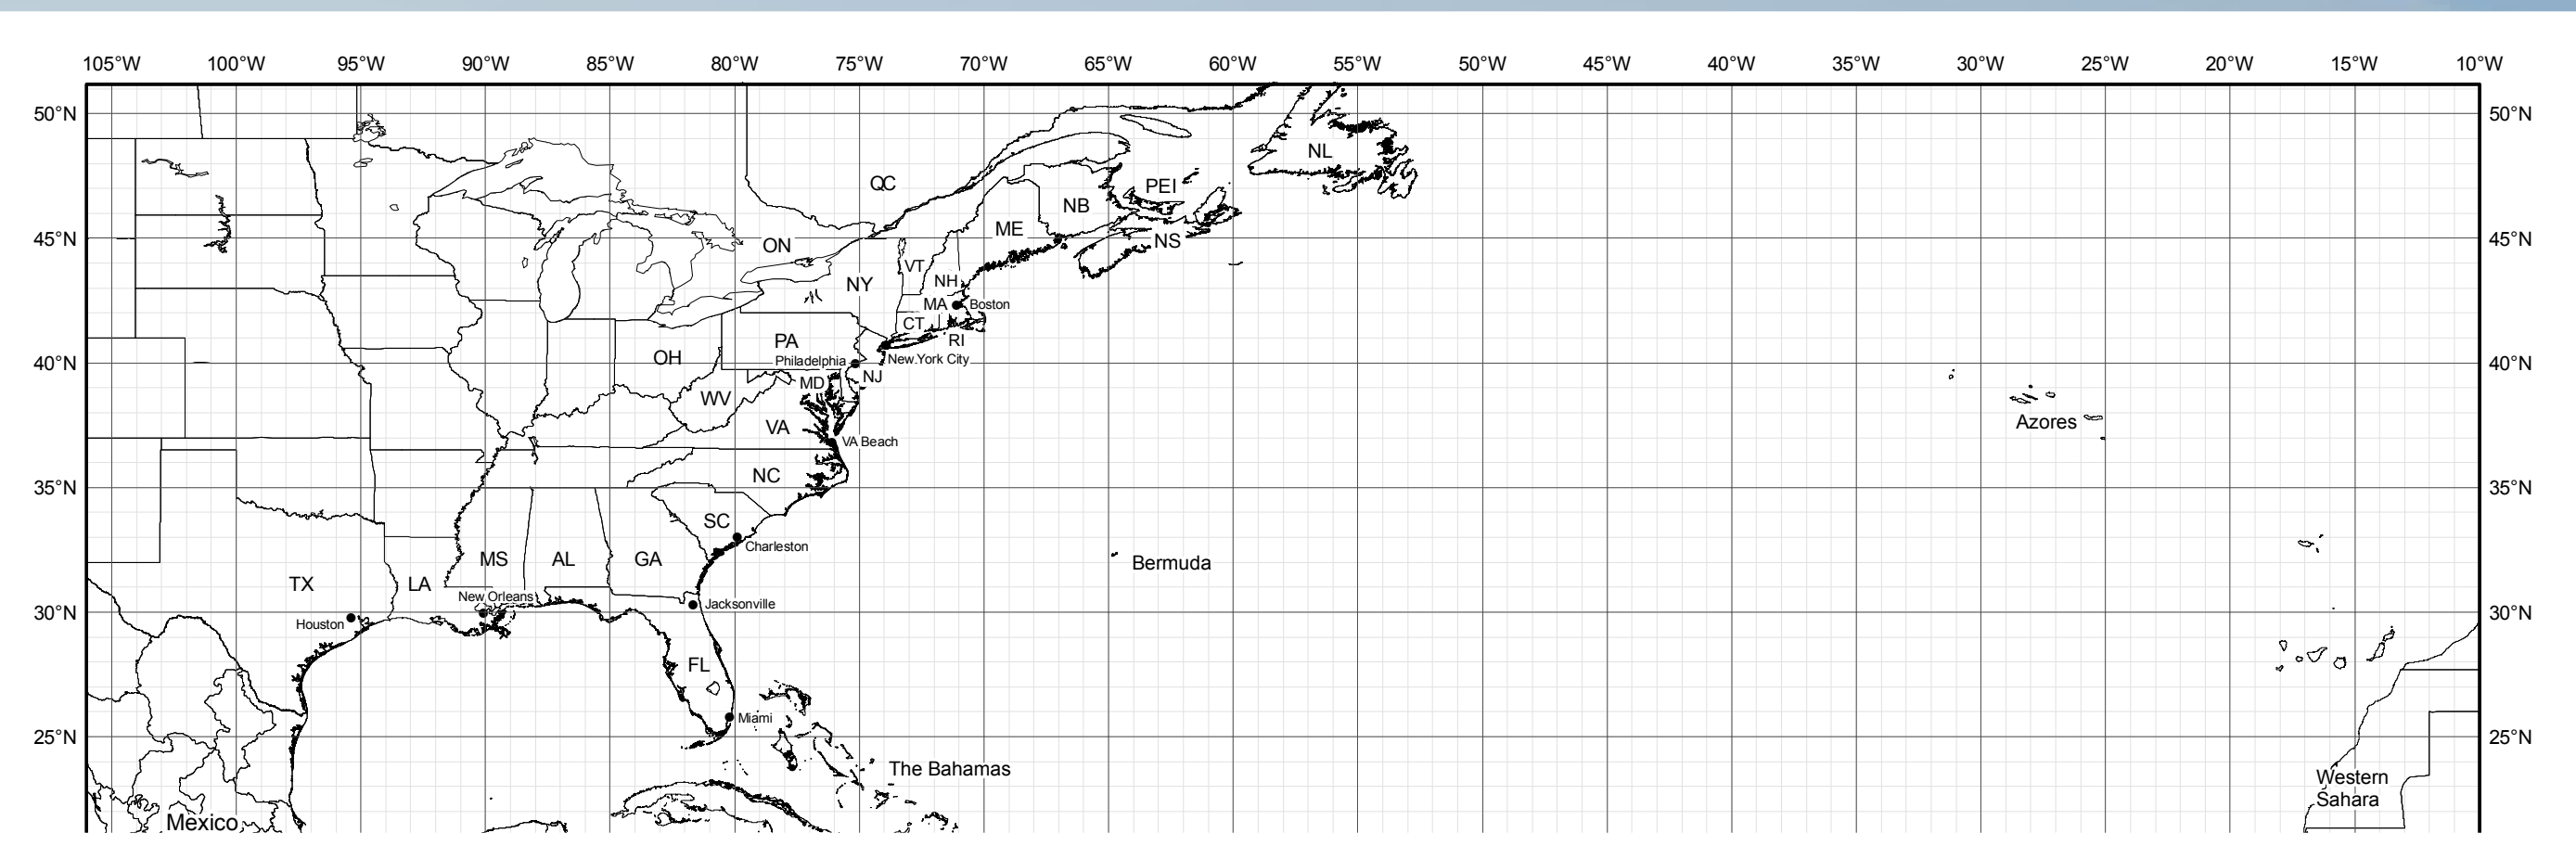 105°W 100°W 95°W 90°W 85°W 80°W 75°W 70°W 65°W 60°W 55°W 50°W 45°W 40°W 35°W 30°W 25°W 20°W 15°W 10°W
50°N 50°N
NL
QC PEI
NB
ME
45°N ON NS 45°N
VT
NY NH
MA Boston
CT
PA RI
OH Philadelphia New York City
40°N 40°N
MD NJ
WV
Azores
VA
VA Beach
NC
35°N 35°N
SC
Charleston
MS AL GA Bermuda
TX LA
New Orleans
Jacksonville
30°N 30°N
Houston
FL
Miami
25°N 25°N
The Bahamas
Western
Sahara
Mexico